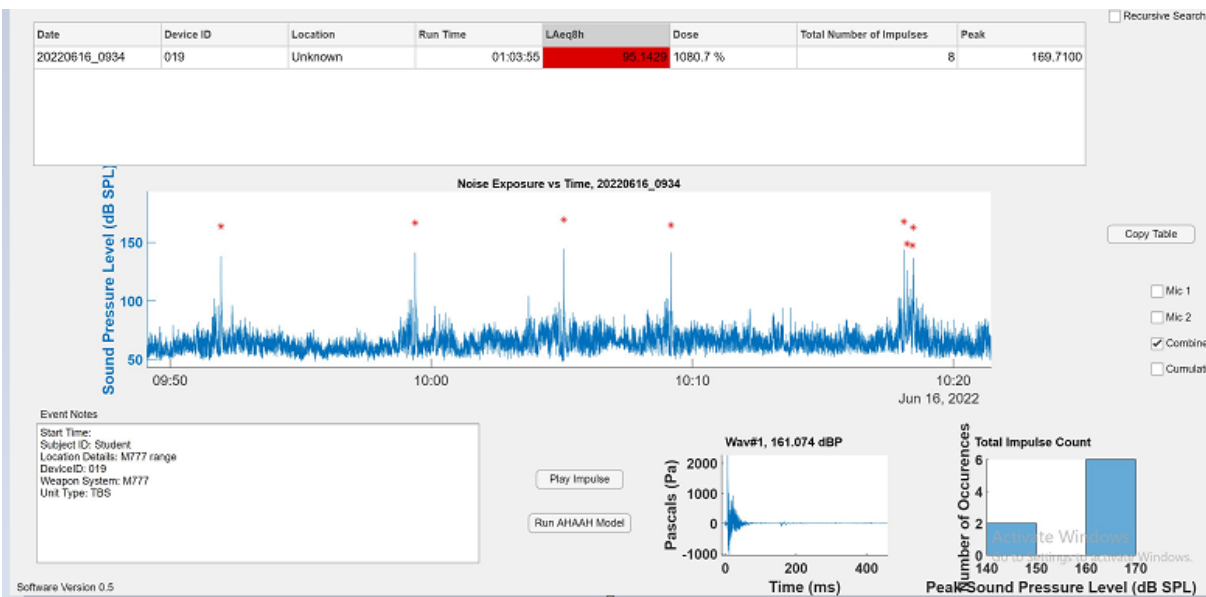 Recursive Search
Date Device ID Location Run Time LAeq8h Dose Total Number of Impulses Peak
20220616_0934 019 Unknown 01:03:55 95.1429 1080.7 % 8 169.7100
Noise Exposure vs Time, 20220616_0934
Sound Pressure Level (dB SPL)
150
100
50
09:50 10:00 10:10 10:20
Jun 16, 2022
Copy Table
Mic 1
Mic 2
Combine
Cumulat
Event Notes
Start Time:
Subject ID: Student
Location Details: M777 range
DeviceID: 019
Weapon System: M777
Unit Type: TBS
Play Impulse
Run AHAAH Model
Wav#1, 161.074 dBP
Pascals (Pa)
2000
1000
0
-1000
0 200 400
Time (ms)
Total Impulse Count
Number of Occurences
6
4
2
0
140 150 160 170
Peak Sound Pressure Level (dB SPL)
Activate Windows
Go to Settings to activate Windows.
Software Version 0.5